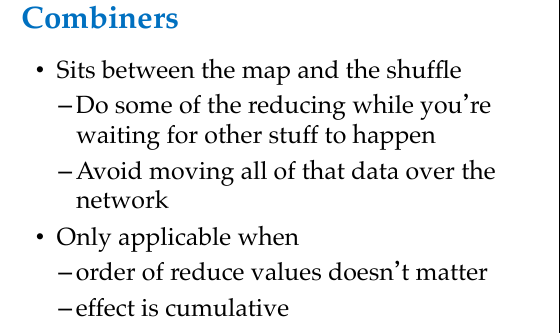 Combiners
• Sits between the map and the shuffle
–Do some of the reducing while you’re
waiting for other stuff to happen
–Avoid moving all of that data over the
network
• Only applicable when
–order of reduce values doesn’t matter
–effect is cumulative